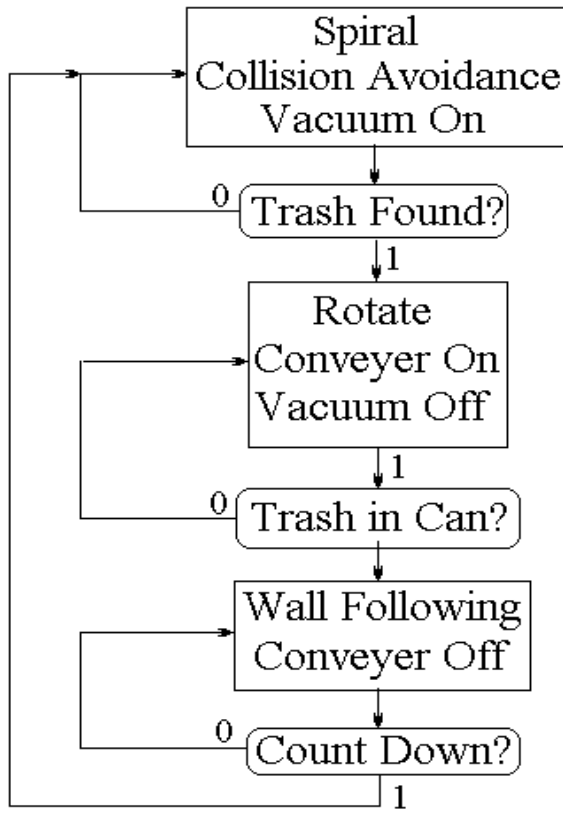 Spiral
Collision Avoidance
Vacuum On
0
Trash Found?
1
Rotate
Conveyer On
Vacuum Off
1
0
Trash in Can?
Wall Following
Conveyer Off
0
Count Down?
1